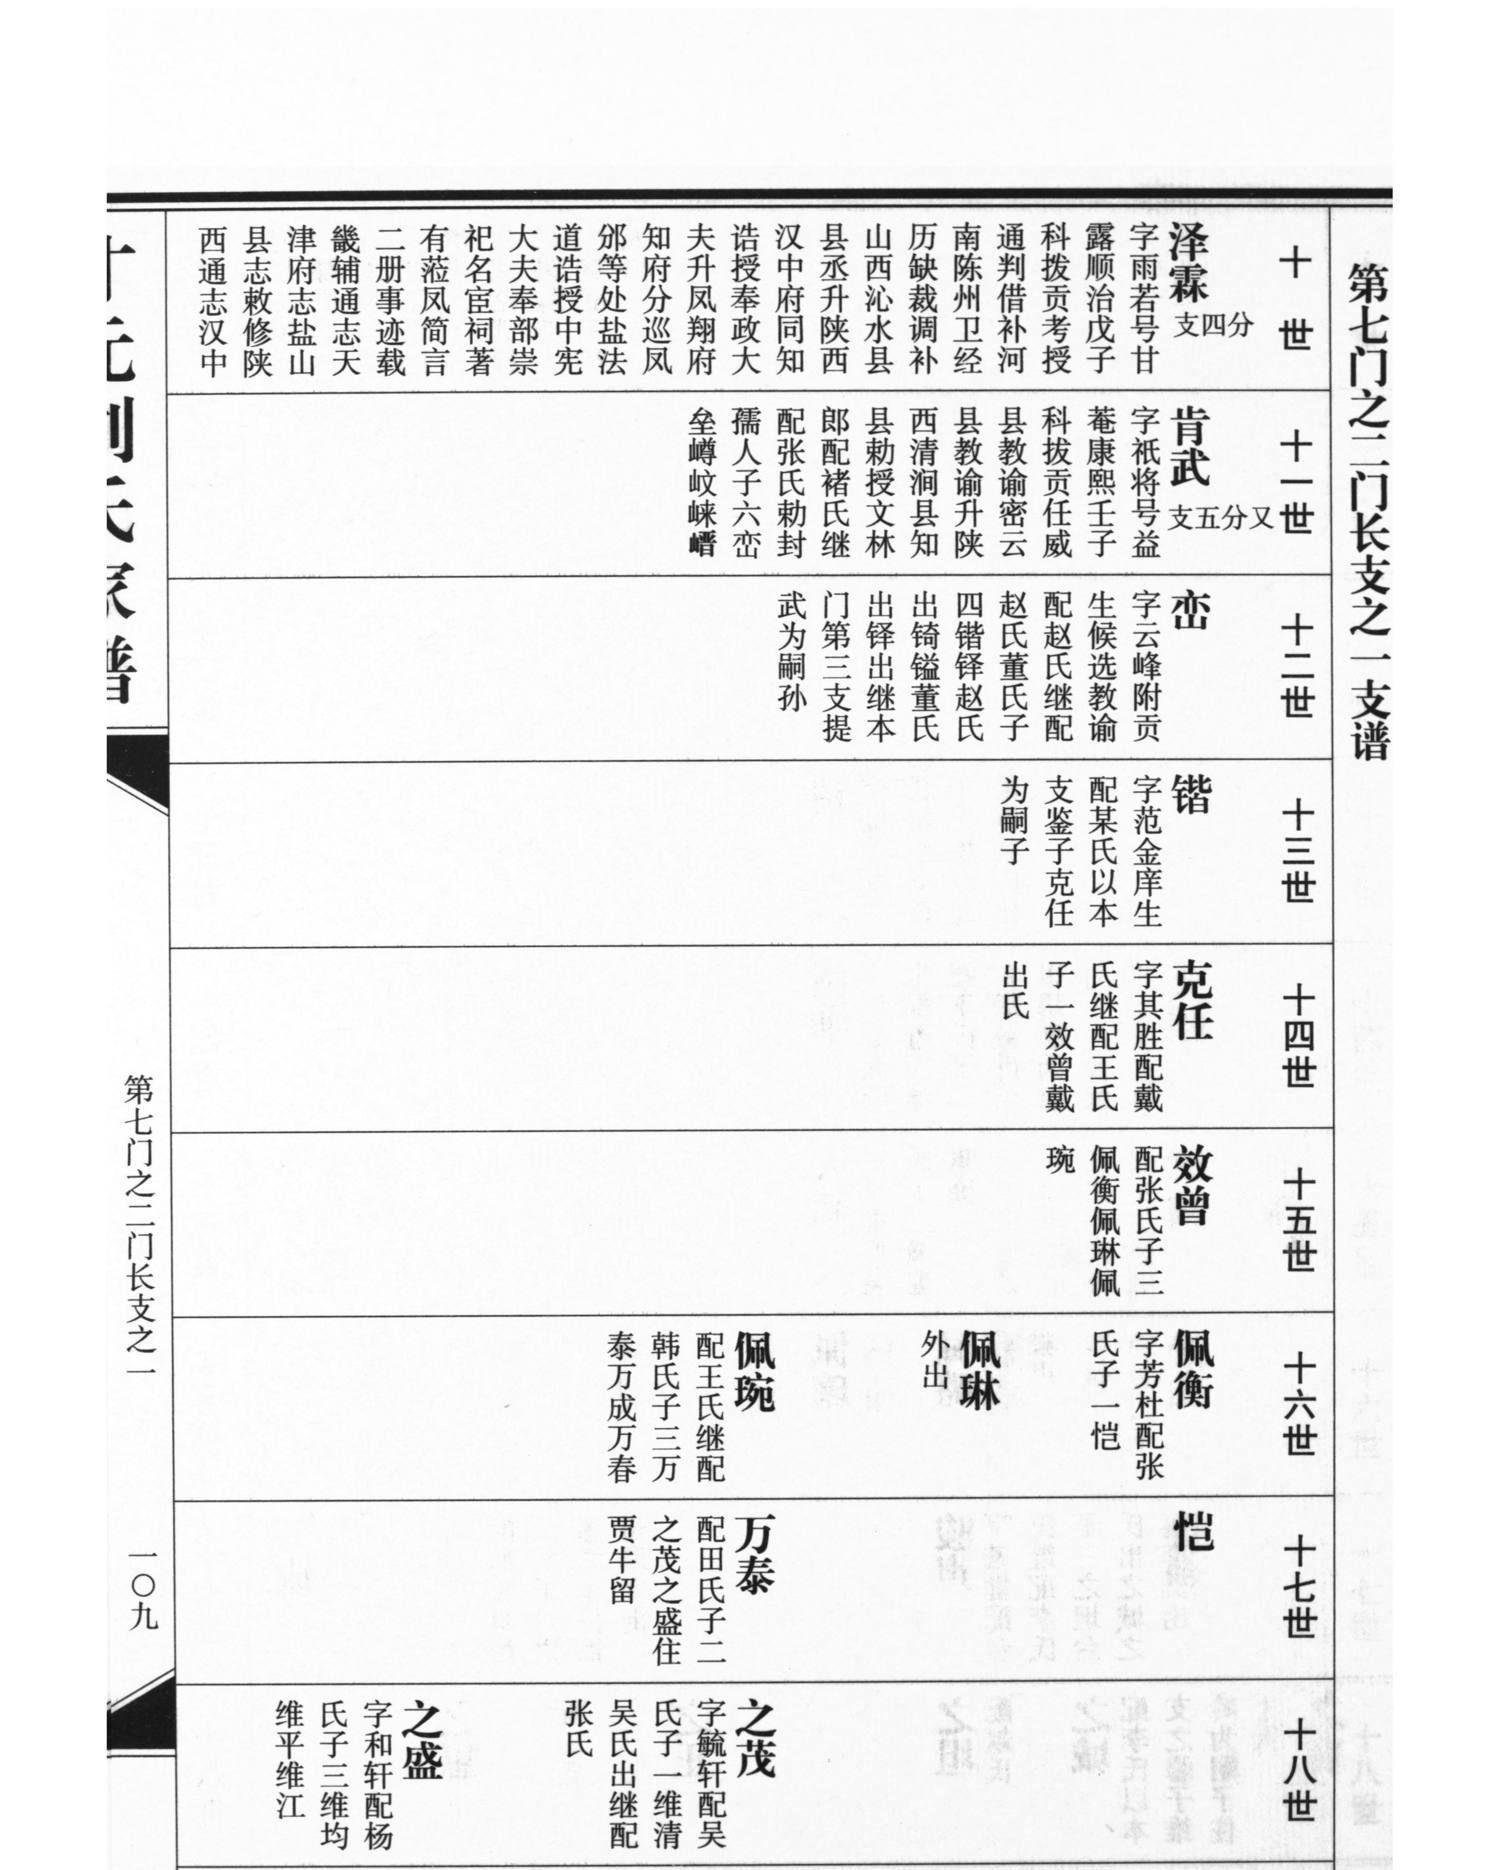 第七门之二门长支之一支谱
十世
泽霖
分四支
字雨若号甘
露顺治戊子
科拨贡考授
通判借补河
南陈州卫经
历缺裁调补
山西沁水县
县丞升陕西
汉中府同知
诰授奉政大
夫升凤翔府
知府分巡凤
邠等处盐法
道诰授中宪
大夫奉部崇
祀名宦祠著
有莅凤简言
二册事迹载
畿辅通志天
津府志盐山
县志敕修陕
西通志汉中
十一世
肯武
又分五支
字祇将号益
菴康熙壬子
科拔贡任威
县教谕密云
县教谕升陕
西清涧县知
县勅授文林
郎配褚氏继
配张氏勅封
孺人子六峦
垒嶟峧崃
十二世
峦
字云峰附贡
生候选教谕
配赵氏继配
赵氏董氏子
四锴铎赵氏
出锜镒董氏
出铎出继本
门第三支提
武为嗣孙
十三世
锴
字范金庠生
配某氏以本
支鉴子克任
为嗣子
十四世
克任
字其胜配戴
氏继配王氏
子一效曾戴
出氏
十五世
效曾
配张氏子三
佩衡佩琳佩
琬
十六世
佩衡
字芳杜配张
氏子一恺
佩琳
外出
佩琬
配王氏继配
韩氏子三万
泰万成万春
十七世
恺
万泰
配田氏子二
之茂之盛住
贾牛留
十八世
之茂
字毓轩配吴
氏子一维清
吴氏出继配
张氏
之盛
字和轩配杨
氏子三维均
维平维江
第七门之二门长支之一
一〇九